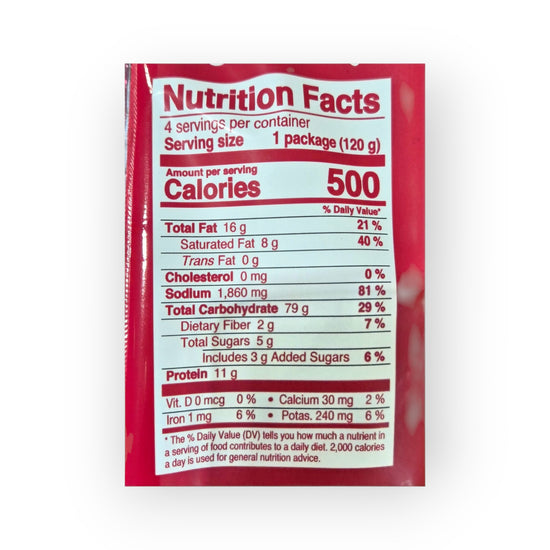 Nutrition Facts
4 servings per container
Serving size 1 package (120 g)
Amount per serving
Calories 500
% Daily Value*
Total Fat 16 g 21 %
Saturated Fat 8 g 40 %
Trans Fat 0 g
Cholesterol 0 mg 0 %
Sodium 1,860 mg 81 %
Total Carbohydrate 79 g 29 %
Dietary Fiber 2 g 7 %
Total Sugars 5 g
Includes 3 g Added Sugars 6 %
Protein 11 g
Vit. D 0 mcg 0 % • Calcium 30 mg 2 %
Iron 1 mg 6 % • Potas. 240 mg 6 %
* The % Daily Value (DV) tells you how much a nutrient in
a serving of food contributes to a daily diet. 2,000 calories
a day is used for general nutrition advice.